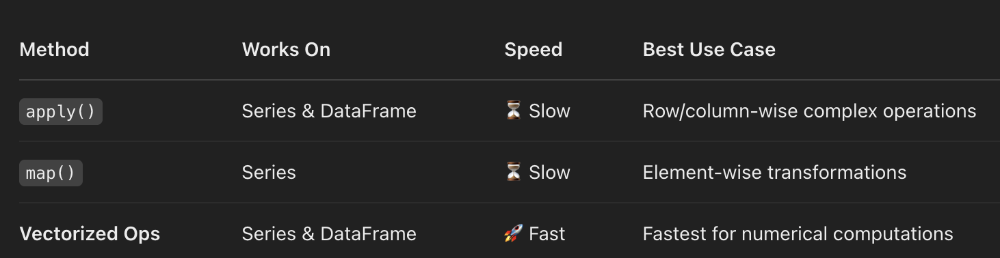 Method Works On Speed Best Use Case
apply() Series & DataFrame ⏳ Slow Row/column-wise complex operations
map() Series ⏳ Slow Element-wise transformations
Vectorized Ops Series & DataFrame 🚀 Fast Fastest for numerical computations